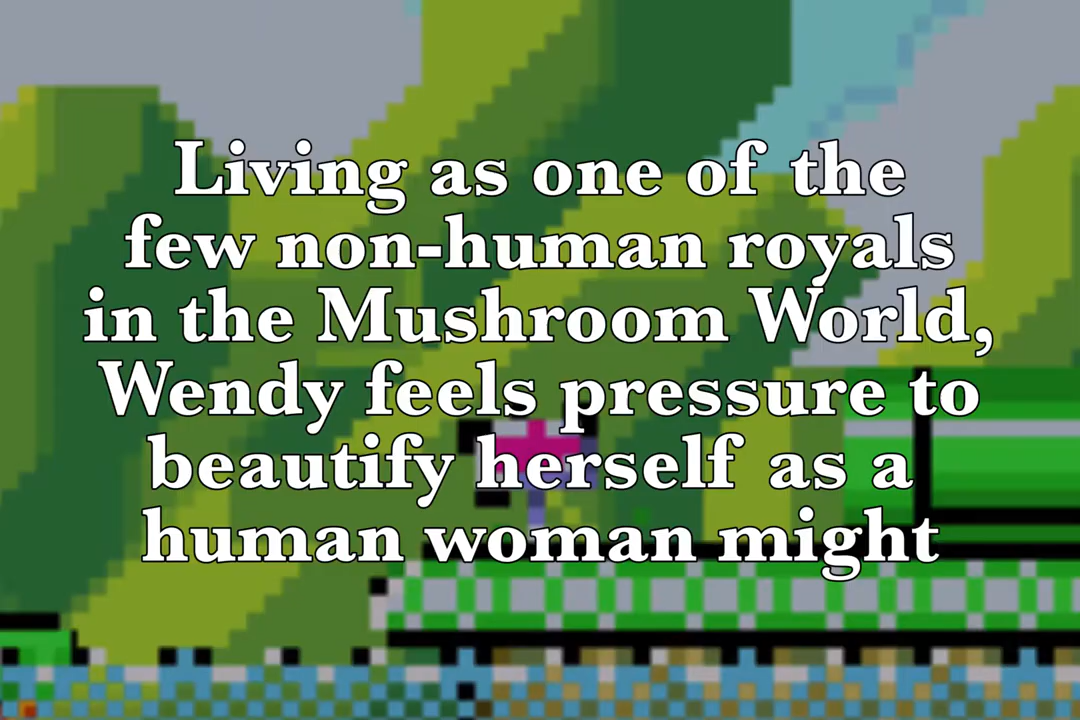 Living as one of the
few non-human royals
in the Mushroom World,
Wendy feels pressure to
beautify herself as a
human woman might